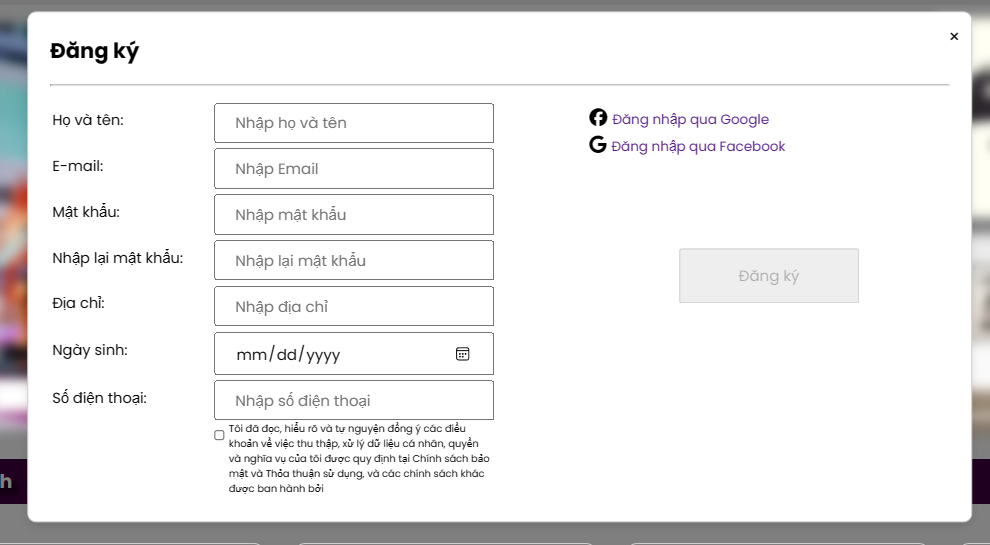 Đăng ký
×
Họ và tên:
Nhập họ và tên
E-mail:
Nhập Email
Mật khẩu:
Nhập mật khẩu
Nhập lại mật khẩu:
Nhập lại mật khẩu
Địa chỉ:
Nhập địa chỉ
Ngày sinh:
mm/dd/yyyy
Số điện thoại:
Nhập số điện thoại
Tôi đã đọc, hiểu rõ và tự nguyện đồng ý các điều
khoản về việc thu thập, xử lý dữ liệu cá nhân, quyền
và nghĩa vụ của tôi được quy định tại Chính sách bảo
mật và Thỏa thuận sử dụng, và các chính sách khác
được ban hành bởi
Đăng nhập qua Google
Đăng nhập qua Facebook
Đăng ký
h